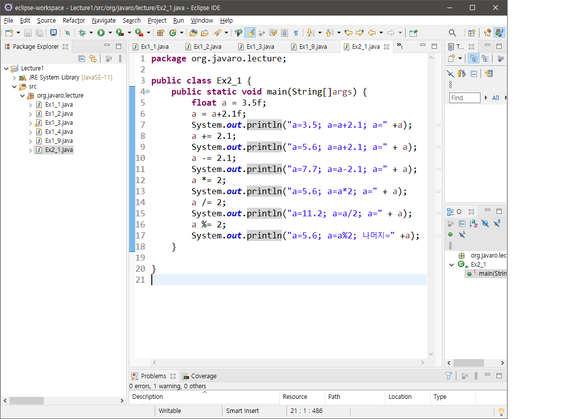 eclipse-workspace - Lecture1/src/org/javaro/lecture/Ex2_1.java - Eclipse IDE
File Edit Source Refactor Navigate Search Project Run Window Help
Package Explorer
Ex1_1.java Ex1_2.java Ex1_3.java Ex1_9.java Ex2_1.java
Lecture1
JRE System Library [JavaSE-11]
src
org.javaro.lecture
Ex1_1.java
Ex1_2.java
Ex1_3.java
Ex1_4.java
Ex1_9.java
Ex2_1.java
1 package org.javaro.lecture;
2
3 public class Ex2_1 {
4 public static void main(String[]args) {
5 float a = 3.5f;
6 a = a+2.1f;
7 System.out.println("a=3.5; a=a+2.1; a=" +a);
8 a += 2.1;
9 System.out.println("a=5.6; a=a+2.1; a=" + a);
10 a -= 2.1;
11 System.out.println("a=7.7; a=a-2.1; a=" + a);
12 a *= 2;
13 System.out.println("a=5.6; a=a*2; a=" + a);
14 a /= 2;
15 System.out.println("a=11.2; a=a/2; a=" + a);
16 a %= 2;
17 System.out.println("a=5.6; a=a%2; 나머지=" +a);
18 }
19
20 }
21
T...
Find All
O
org.javaro.lec
Ex2_1
main(Strin
Problems Coverage
0 errors, 1 warning, 0 others
Description Resource Path Location Type
Writable Smart Insert 21 : 1 : 486